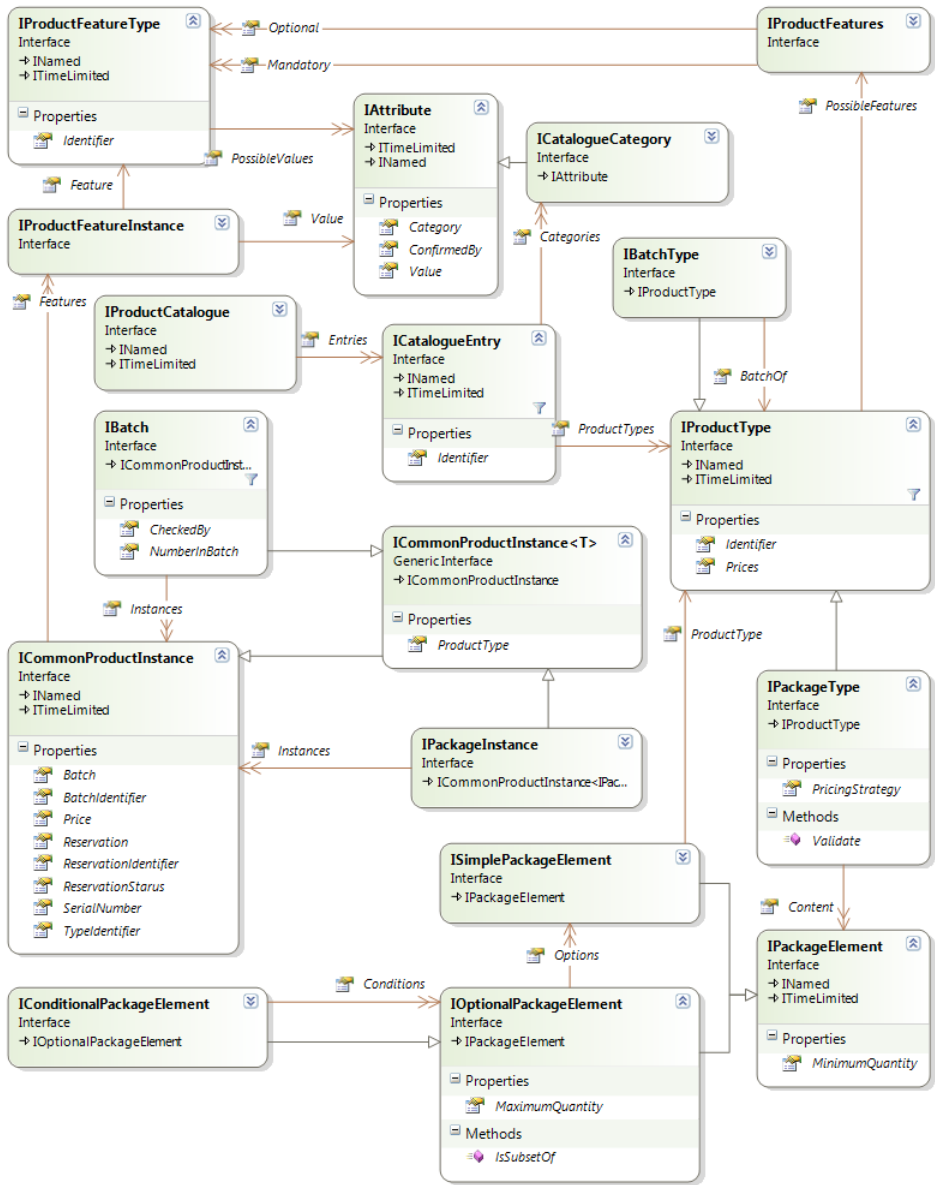 IProductFeatureType
Interface
INamed
ITimeLimited
Properties
Identifier
Optional
Mandatory
IProductFeatures
Interface
PossibleFeatures
PossibleValues
Feature
IAttribute
Interface
ITimeLimited
INamed
Properties
Category
ConfirmedBy
Value
ICatalogueCategory
Interface
IAttribute
Categories
IProductFeatureInstance
Interface
Value
Features
IBatchType
Interface
IProductType
BatchOf
IProductCatalogue
Interface
INamed
ITimeLimited
Entries
ICatalogueEntry
Interface
INamed
ITimeLimited
Properties
Identifier
ProductTypes
IProductType
Interface
INamed
ITimeLimited
Properties
Identifier
Prices
IBatch
Interface
ICommonProductInst...
Properties
CheckedBy
NumberInBatch
Instances
ICommonProductInstance<T>
Generic Interface
ICommonProductInstance
Properties
ProductType
ProductType
ICommonProductInstance
Interface
INamed
ITimeLimited
Properties
Batch
BatchIdentifier
Price
Reservation
ReservationIdentifier
ReservationStarus
SerialNumber
TypeIdentifier
Instances
IPackageInstance
Interface
ICommonProductInstance<IPac...
IPackageType
Interface
IProductType
Properties
PricingStrategy
Methods
Validate
Content
ISimplePackageElement
Interface
IPackageElement
Options
IPackageElement
Interface
INamed
ITimeLimited
Properties
MinimumQuantity
IConditionalPackageElement
Interface
IOptionalPackageElement
Conditions
IOptionalPackageElement
Interface
IPackageElement
Properties
MaximumQuantity
Methods
IsSubsetOf